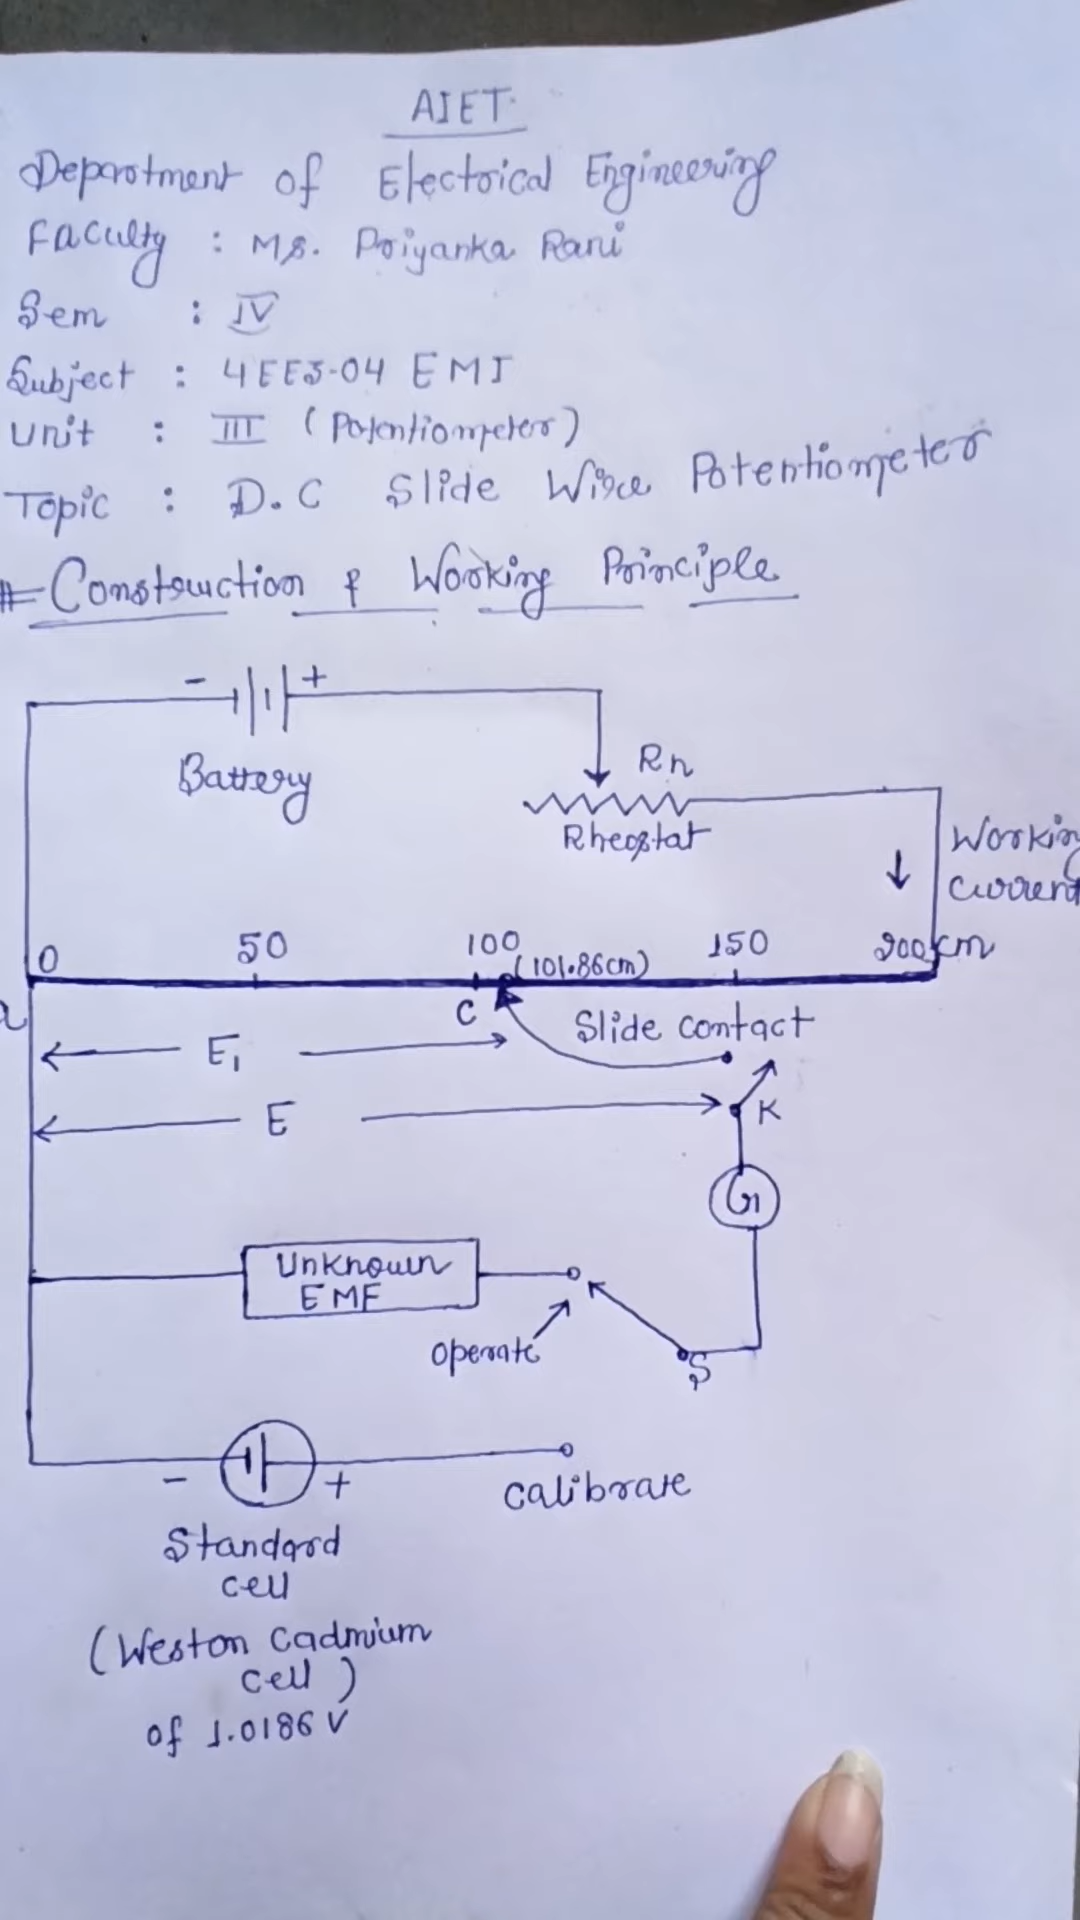 AIET
Department of Electrical Engineering
Faculty : Ms. Priyanka Rani
Sem : IV
Subject : 4EE3-04 EMI
Unit : III (Potentiometer)
Topic : D.C Slide Wire Potentiometer
# Construction & Working Principle
- +
Battery
Rn
Rheostat
Working
Current
0 50 100 (101.86cm) 150 200 cm
C
Slide contact
E1
E
K
G
Unknown
EMF
operate
S
- +
calibrate
Standard
cell
(Weston Cadmium
cell)
of 1.0186 V